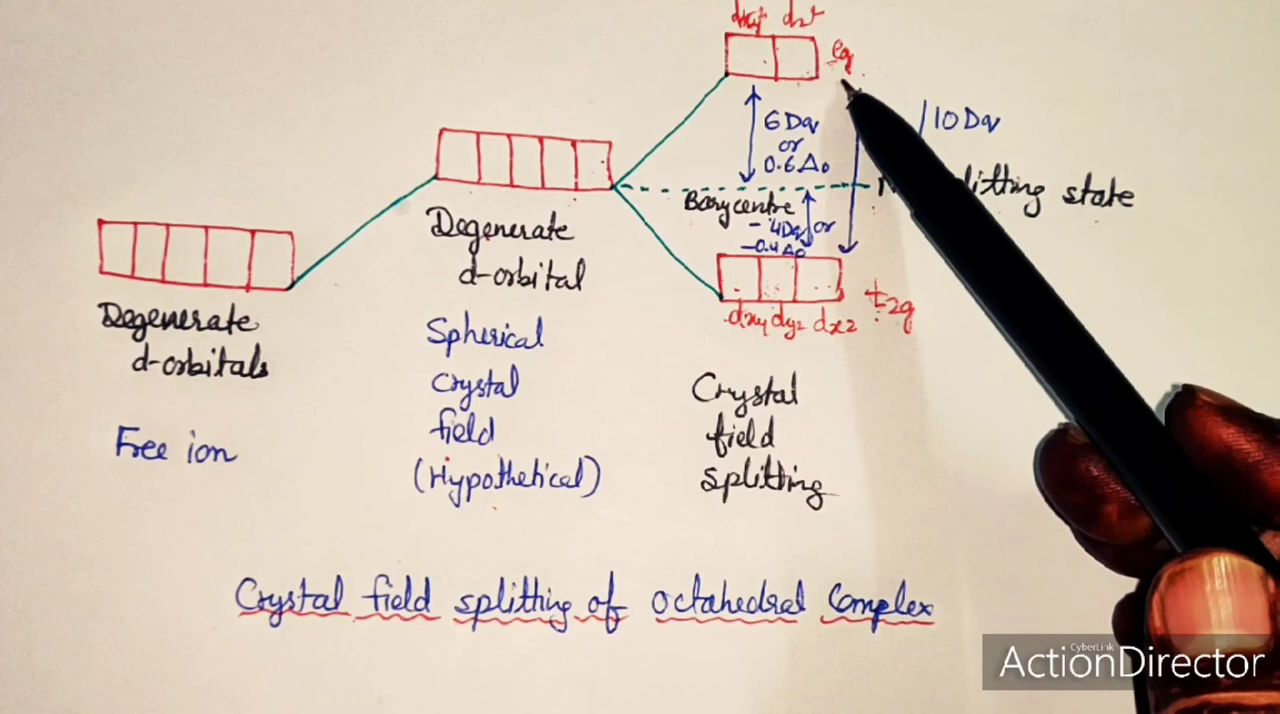 dx²
eg
6Dq
or
0.6Δo
10Dq
splitting state
Barycentre
-4Dq or
-0.4Δo
t2g
dxy dyz dxz
Degenerate
d-orbital
Spherical
crystal
field
(Hypothetical)
Degenerate
d-orbitals
Free ion
Crystal
field
splitting
Crystal field splitting of octahedral Complex
CyberLink
ActionDirector